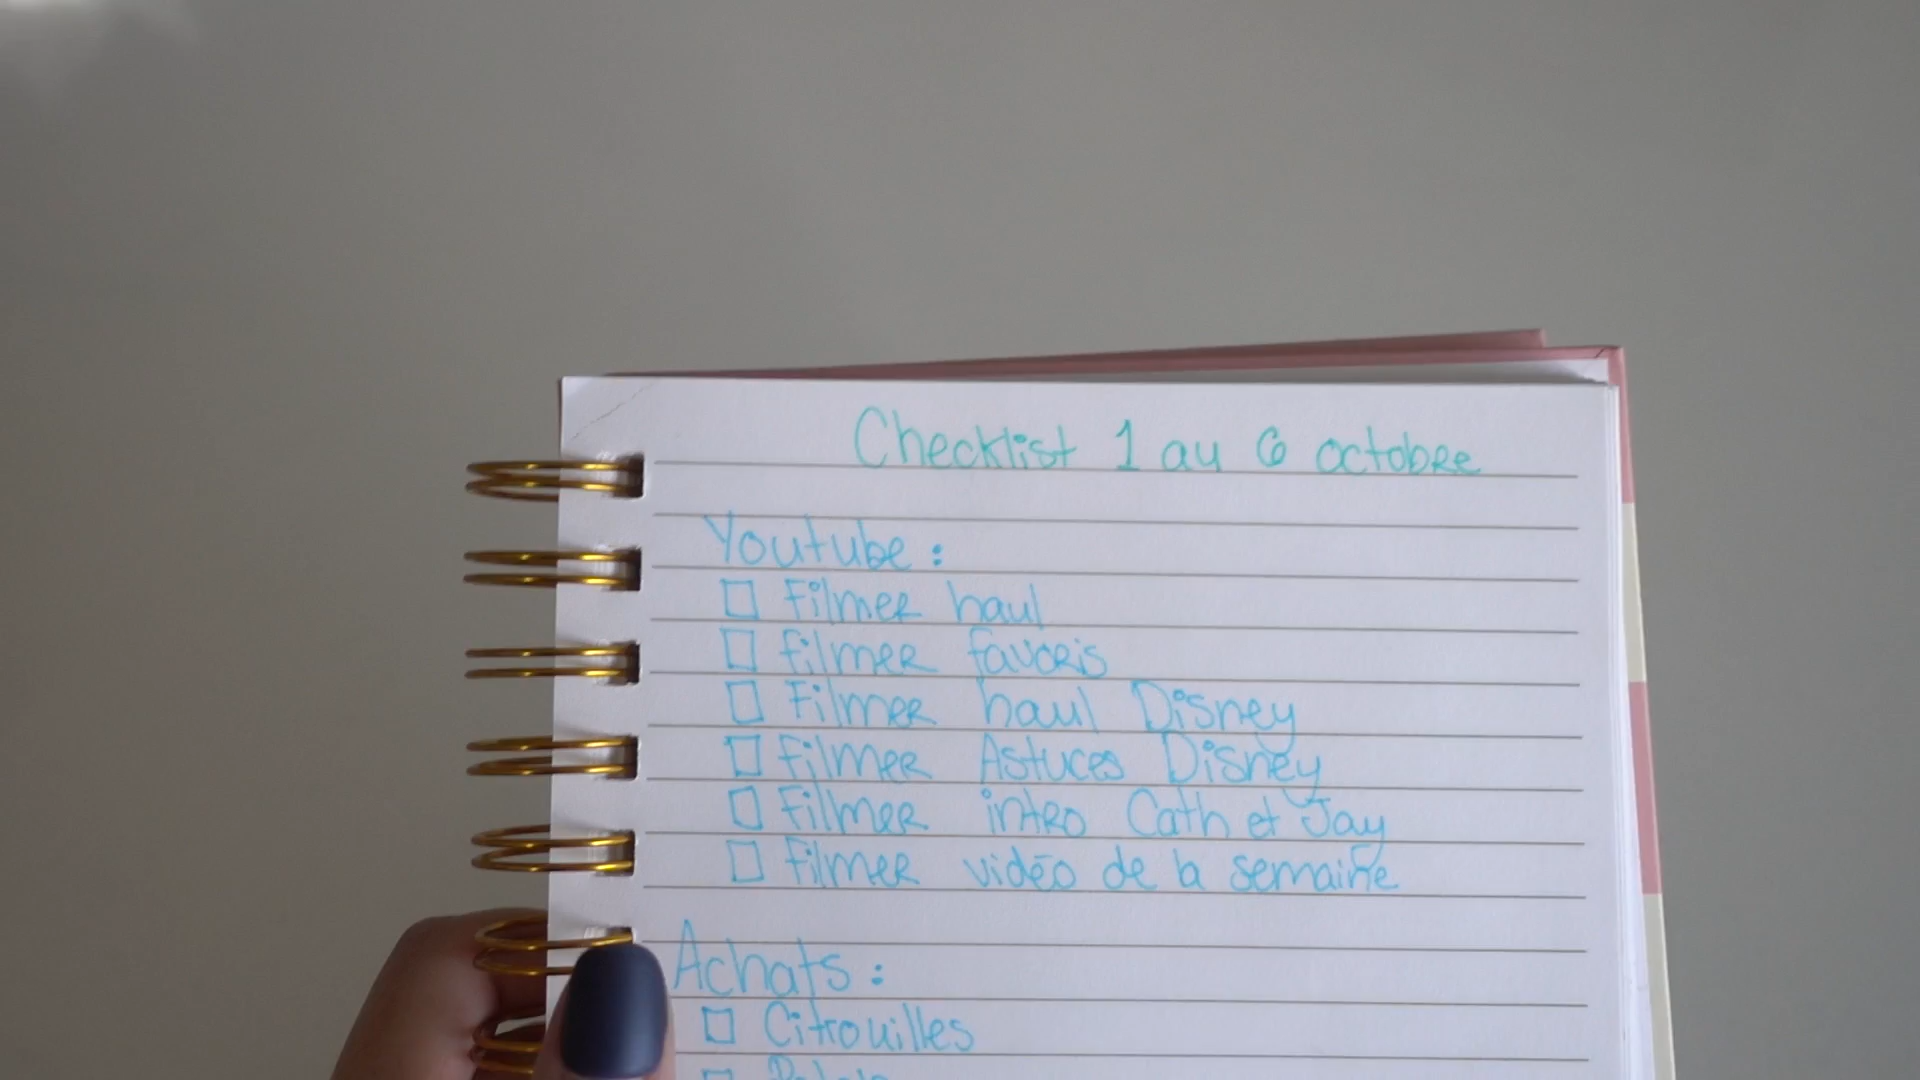 Checklist 1 au 6 octobre
Youtube :
Filmer haul
Filmer favoris
Filmer haul Disney
Filmer Astuces Disney
Filmer intro Cath et Jay
Filmer vidéo de la semaine
Achats :
Citrouilles